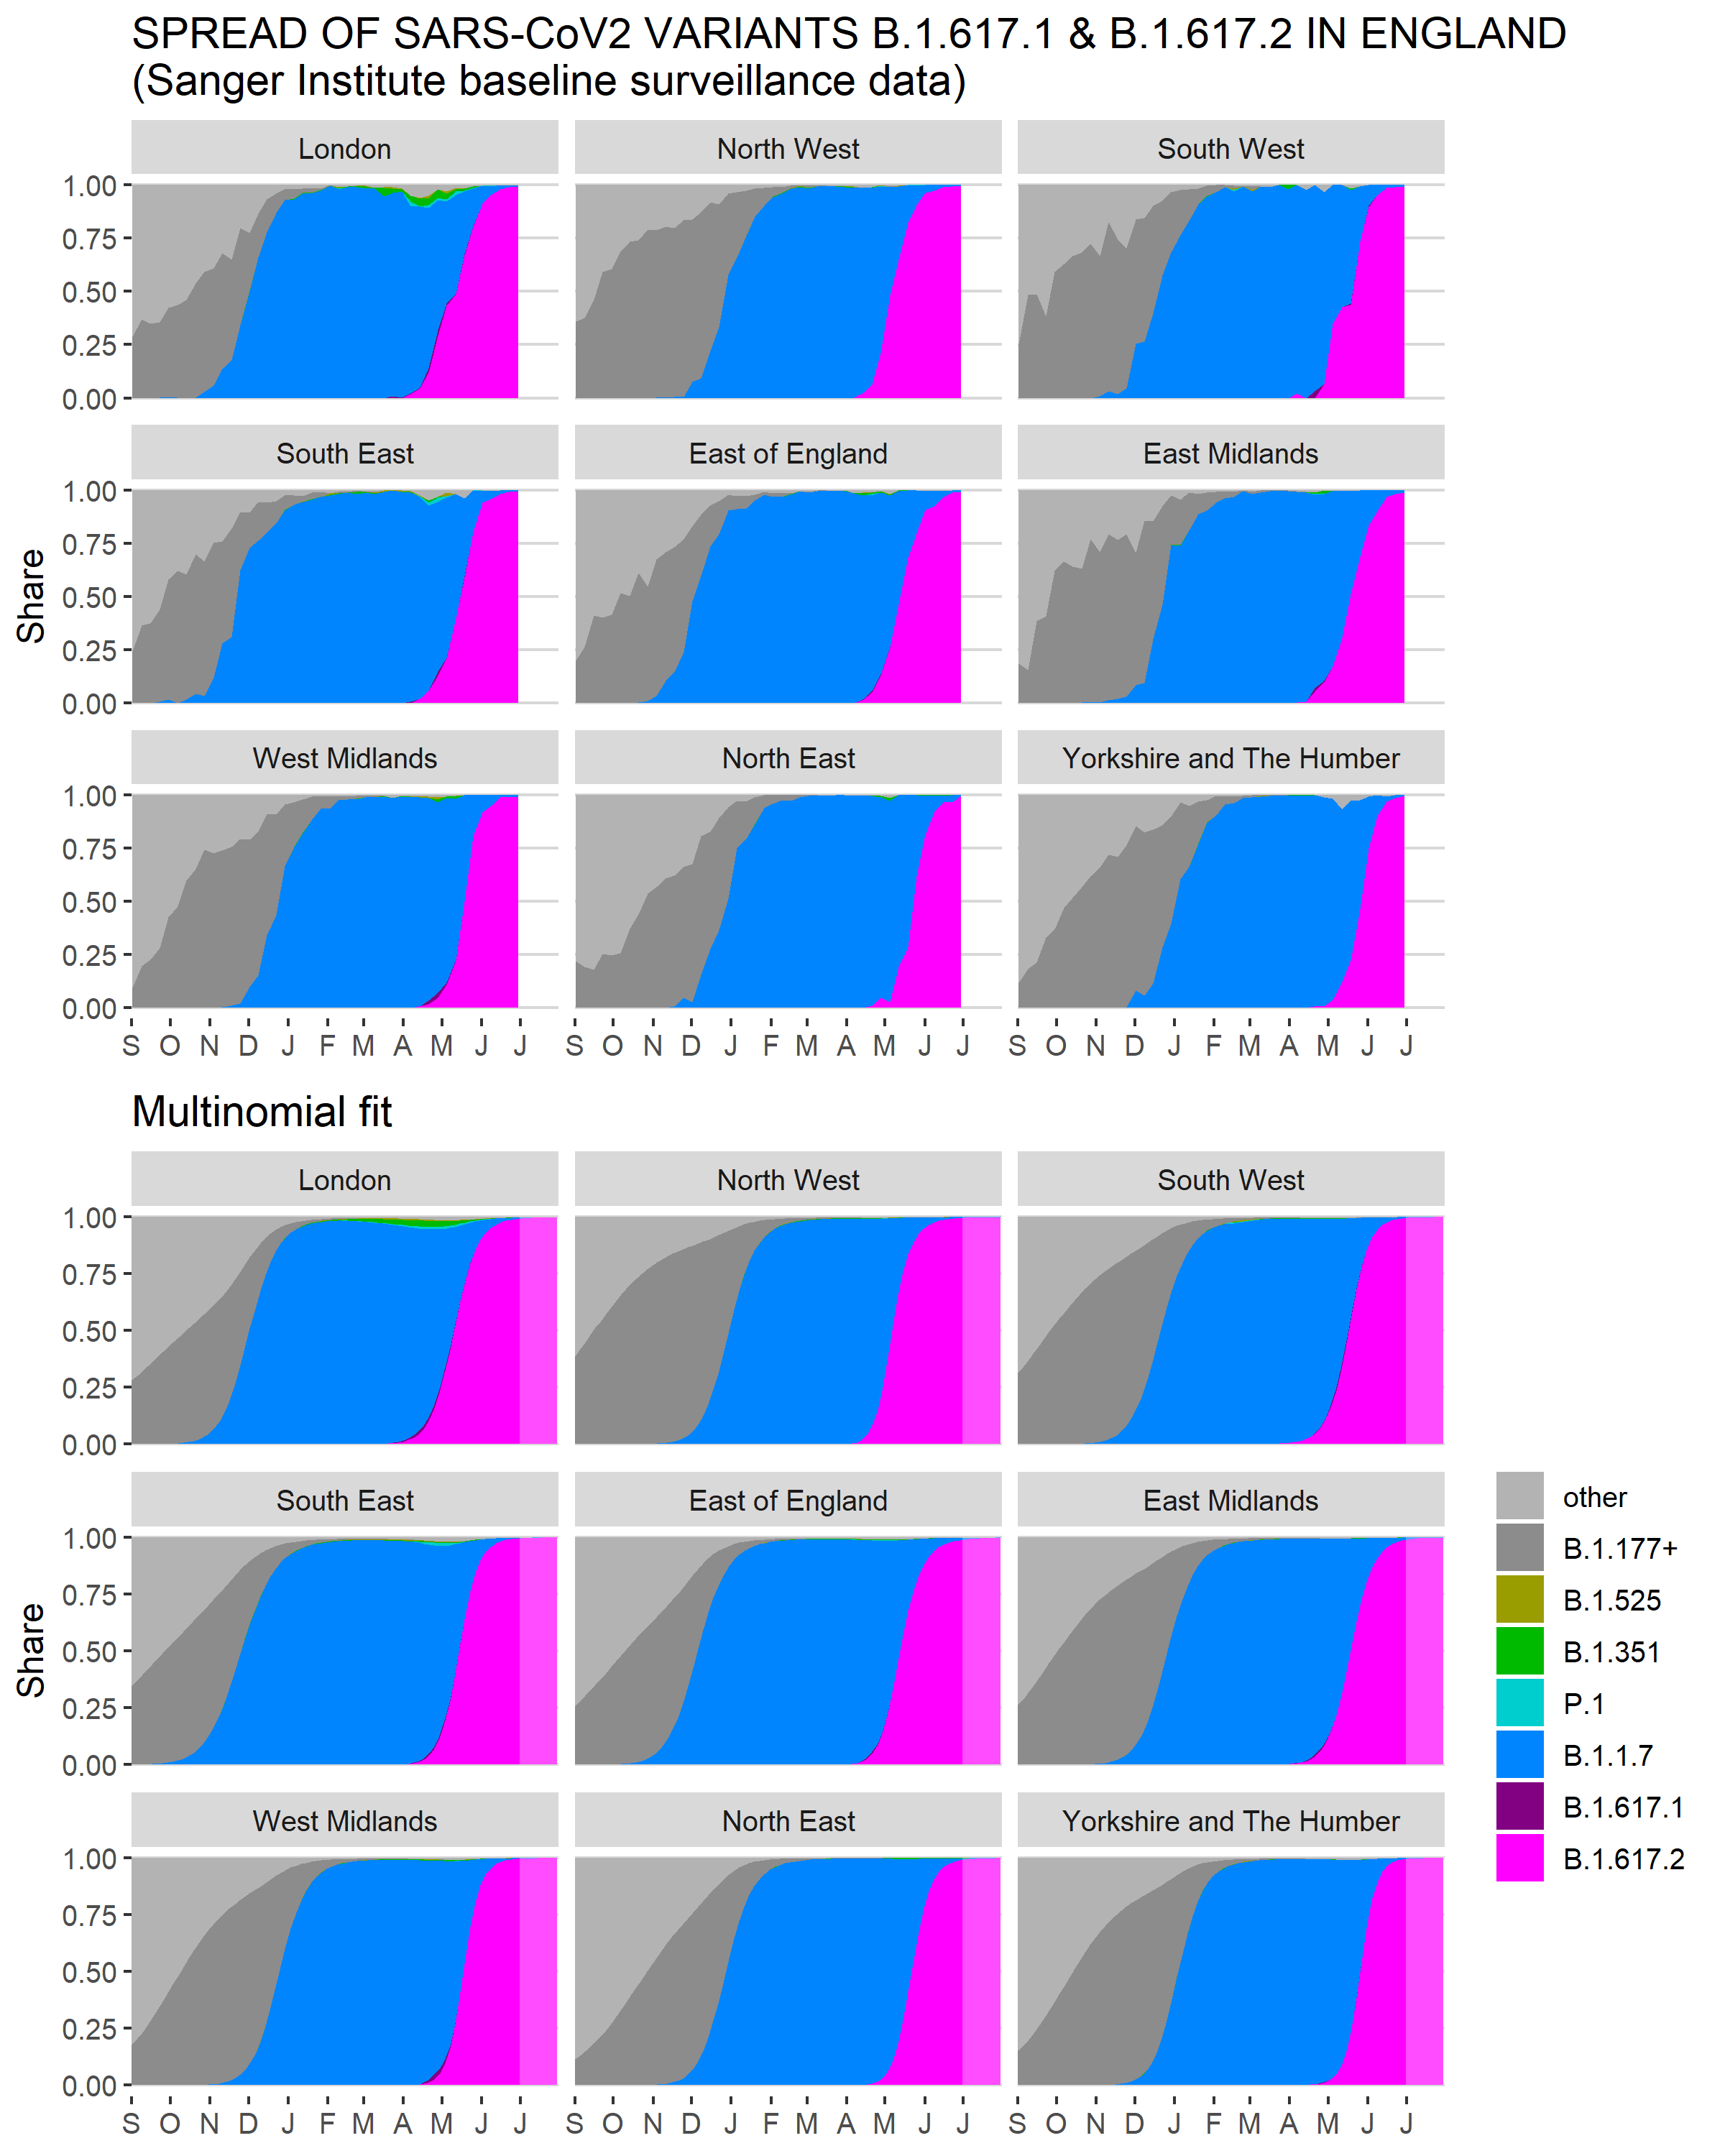 SPREAD OF SARS-CoV2 VARIANTS B.1.617.1 & B.1.617.2 IN ENGLAND
(Sanger Institute baseline surveillance data)
London North West South West
1.00
0.75
0.50
0.25
0.00
South East East of England East Midlands
1.00
0.75
0.50
0.25
0.00
Share
West Midlands North East Yorkshire and The Humber
1.00
0.75
0.50
0.25
0.00
S O N D J F M A M J J S O N D J F M A M J J S O N D J F M A M J J
Multinomial fit
London North West South West
1.00
0.75
0.50
0.25
0.00
South East East of England East Midlands
1.00
0.75
0.50
0.25
0.00
Share
West Midlands North East Yorkshire and The Humber
1.00
0.75
0.50
0.25
0.00
S O N D J F M A M J J S O N D J F M A M J J S O N D J F M A M J J
other
B.1.177+
B.1.525
B.1.351
P.1
B.1.1.7
B.1.617.1
B.1.617.2